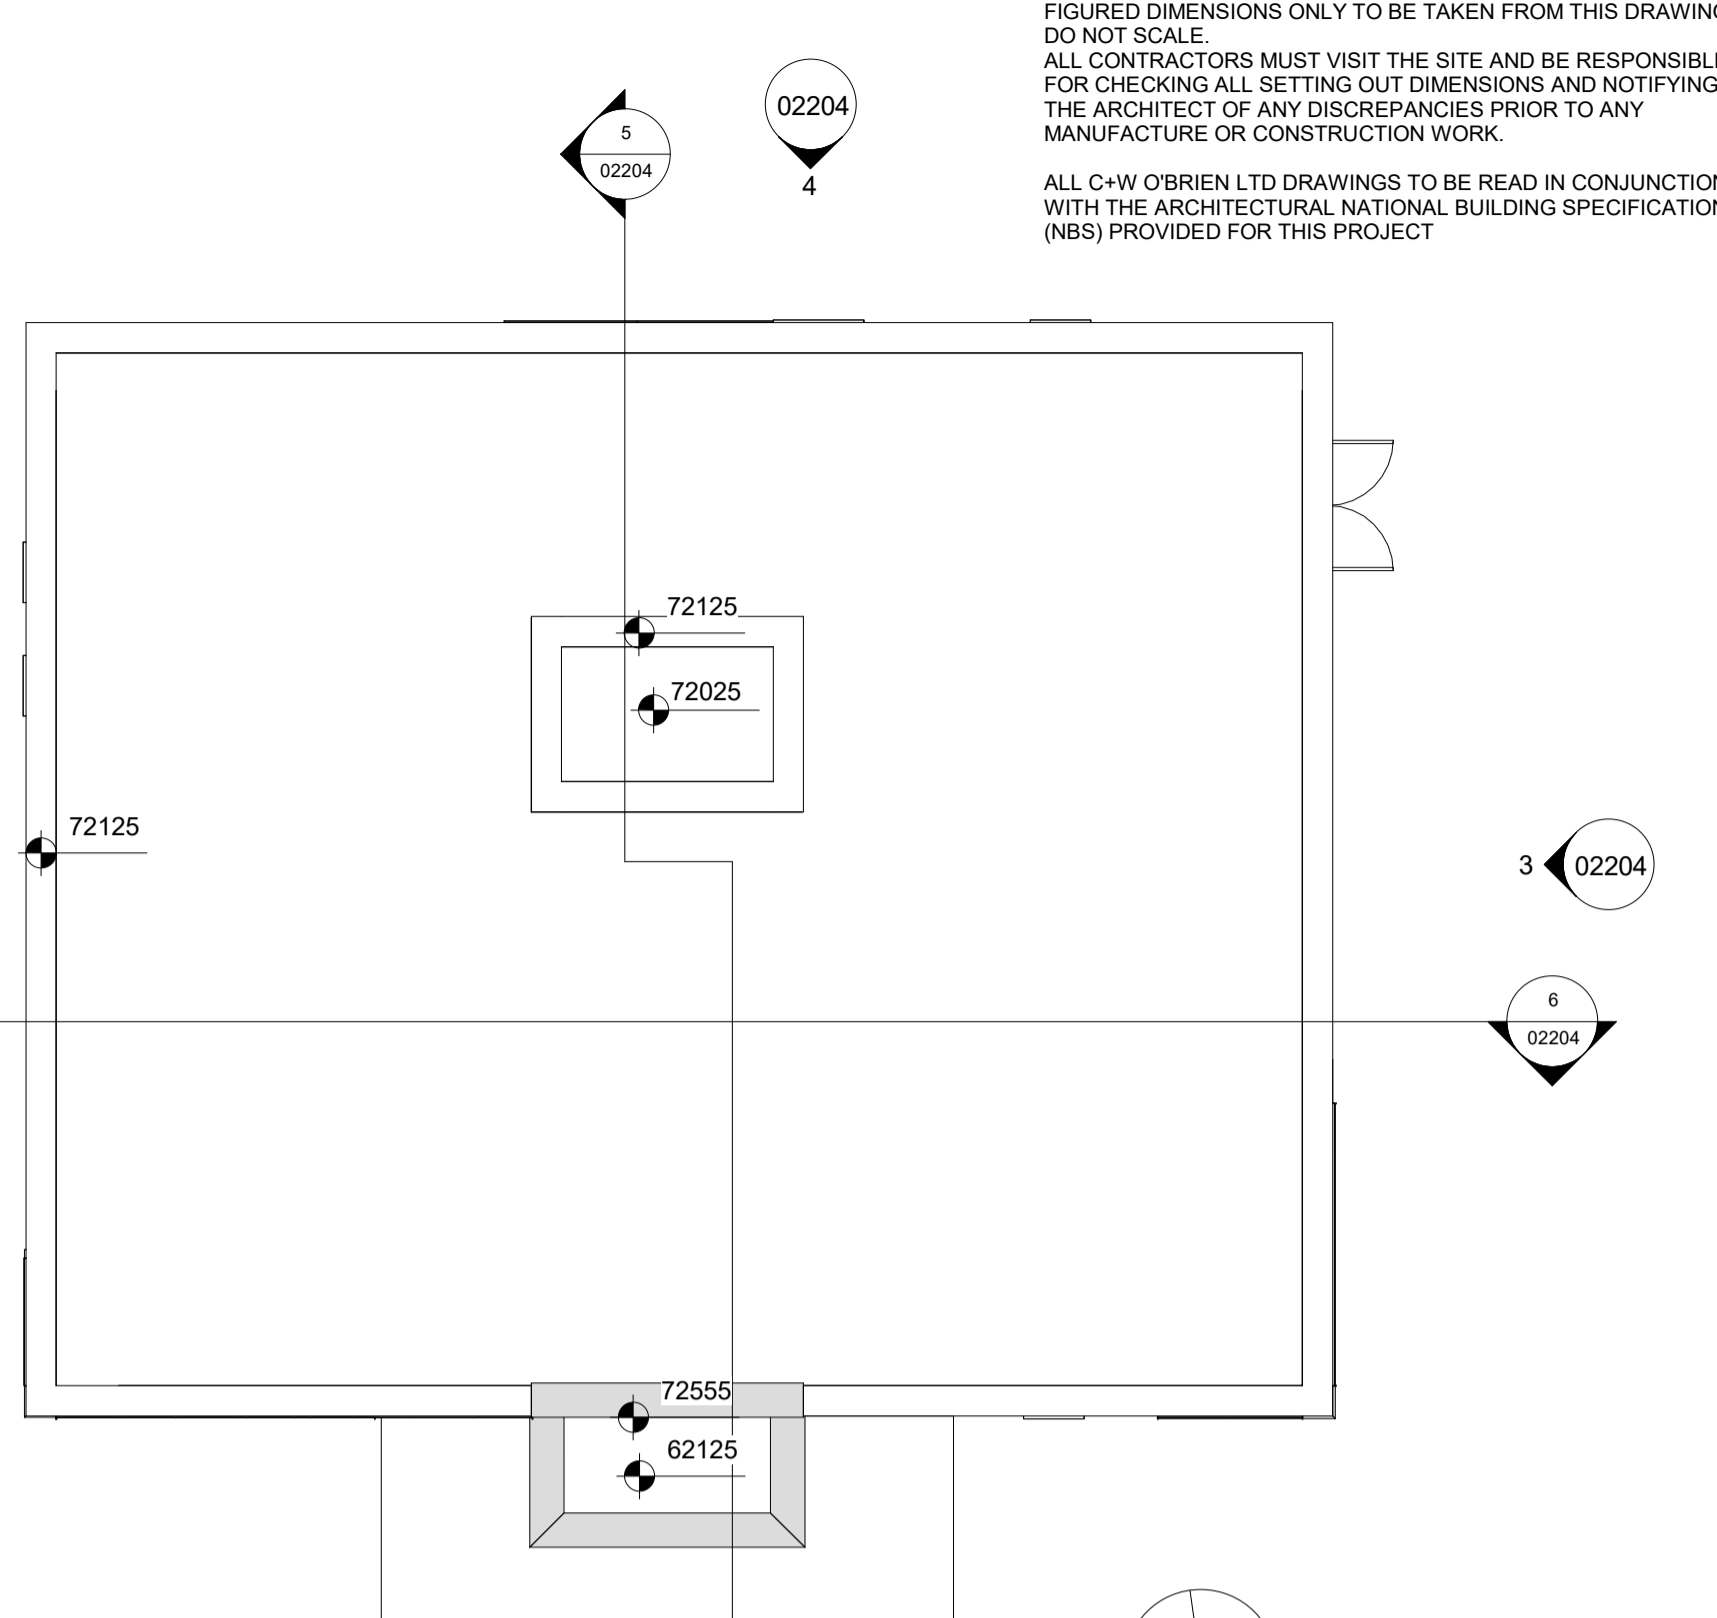 FIGURED DIMENSIONS ONLY TO BE TAKEN FROM THIS DRAWING
DO NOT SCALE.
ALL CONTRACTORS MUST VISIT THE SITE AND BE RESPONSIBLE
FOR CHECKING ALL SETTING OUT DIMENSIONS AND NOTIFYING
THE ARCHITECT OF ANY DISCREPANCIES PRIOR TO ANY
MANUFACTURE OR CONSTRUCTION WORK.
ALL C+W O'BRIEN LTD DRAWINGS TO BE READ IN CONJUNCTION
WITH THE ARCHITECTURAL NATIONAL BUILDING SPECIFICATION
(NBS) PROVIDED FOR THIS PROJECT
02204
4
5
02204
72125
72025
72125
3
02204
6
02204
72555
62125